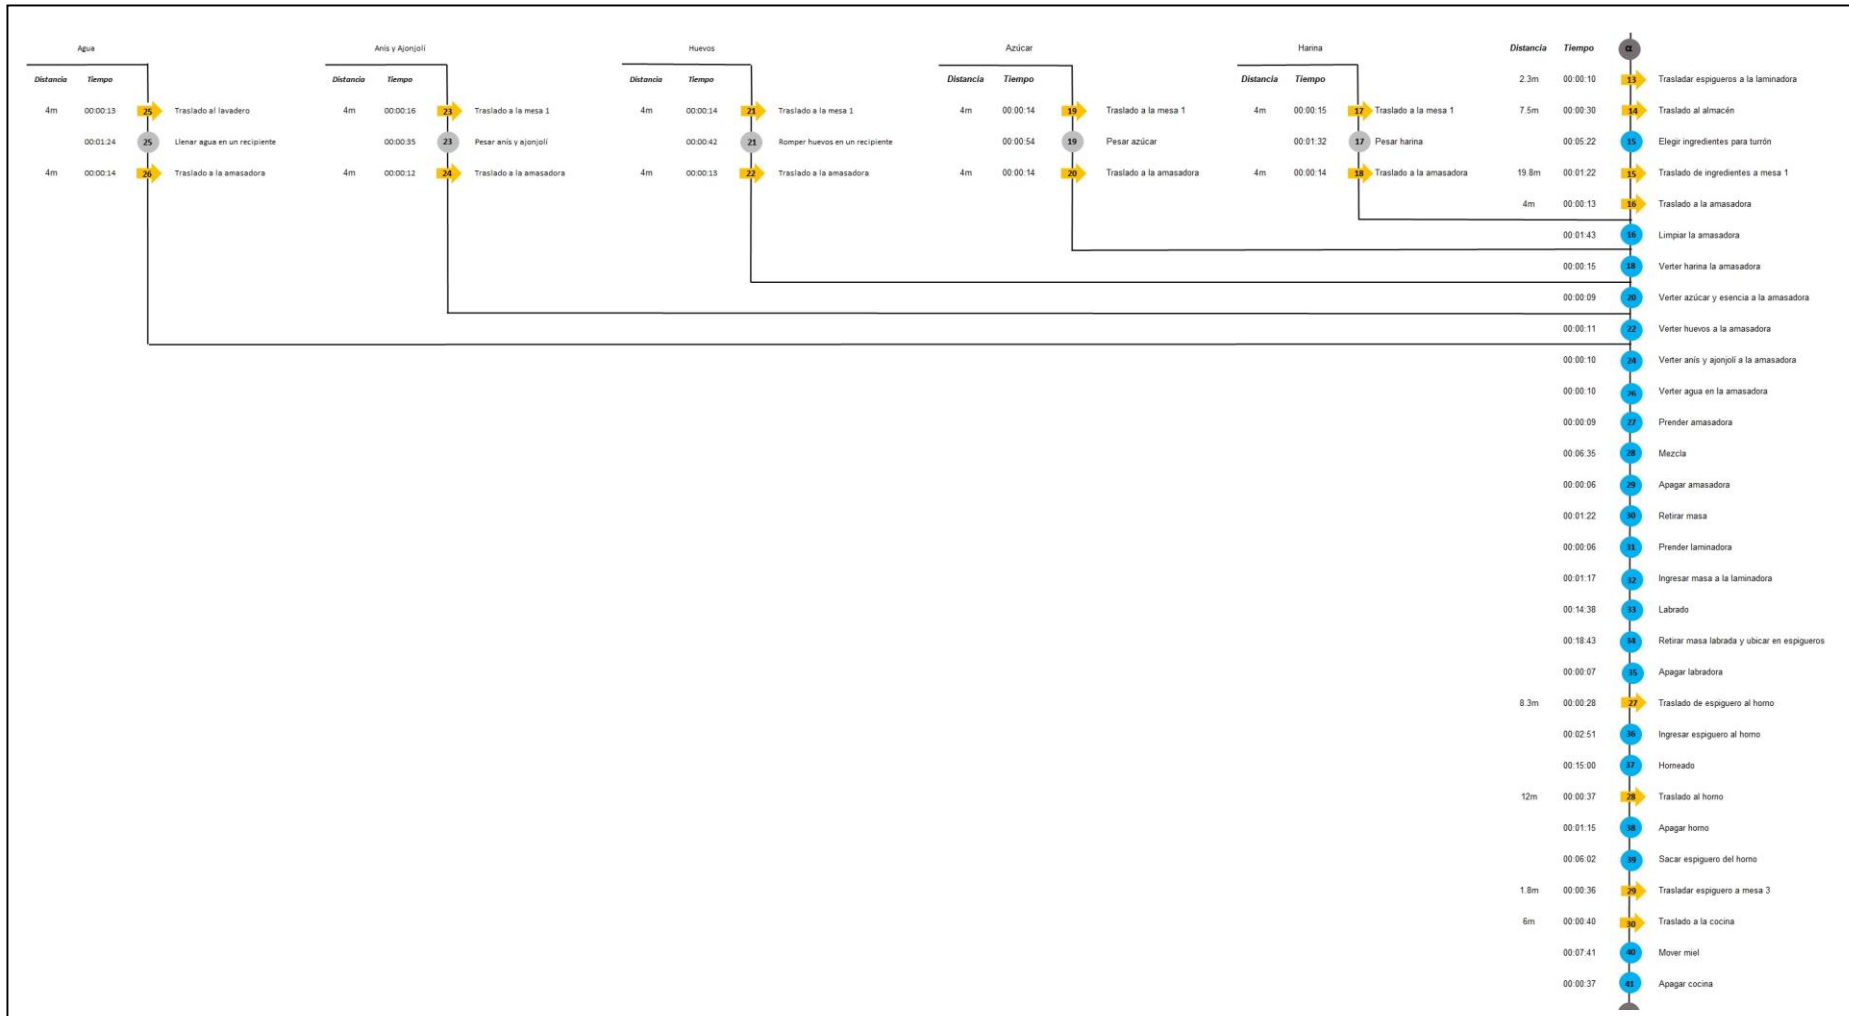 Agua
Distancia Tiempo
4m 00:00:13 25 Traslado al lavadero
00:01:24 25 Llenar agua en un recipiente
4m 00:00:14 26 Traslado a la amasadora
Anis y Ajonjolí
Distancia Tiempo
4m 00:00:16 23 Traslado a la mesa 1
00:00:35 23 Pesar anis y ajonjolí
4m 00:00:12 24 Traslado a la amasadora
Huevos
Distancia Tiempo
4m 00:00:14 21 Traslado a la mesa 1
00:00:42 21 Romper huevos en un recipiente
4m 00:00:13 22 Traslado a la amasadora
Azúcar
Distancia Tiempo
4m 00:00:14 19 Traslado a la mesa 1
00:00:54 19 Pesar azúcar
4m 00:00:14 20 Traslado a la amasadora
Harina
Distancia Tiempo
4m 00:00:15 17 Traslado a la mesa 1
00:01:32 17 Pesar harina
4m 00:00:14 18 Traslado a la amasadora
Distancia Tiempo α
2.3m 00:00:10 13 Trasladar espigueros a la laminadora
7.5m 00:00:30 14 Traslado al almacén
00:05:22 15 Elegir ingredientes para turrón
19.8m 00:01:22 15 Traslado de ingredientes a mesa 1
4m 00:00:13 16 Traslado a la amasadora
00:01:43 16 Limpiar la amasadora
00:00:15 18 Verter harina la amasadora
00:00:09 20 Verter azúcar y esencia a la amasadora
00:00:11 22 Verter huevos a la amasadora
00:00:10 24 Verter anís y ajonjolí a la amasadora
00:00:10 26 Verter agua en la amasadora
00:00:09 27 Prender amasadora
00:06:35 28 Mezcla
00:00:06 29 Apagar amasadora
00:01:22 30 Retirar masa
00:00:06 31 Prender laminadora
00:01:17 32 Ingresar masa a la laminadora
00:14:38 33 Labrado
00:18:43 34 Retirar masa labrada y ubicar en espigueros
00:00:07 35 Apagar labradora
8.3m 00:00:28 27 Traslado de espiguero al horno
00:02:51 36 Ingresar espiguero al horno
00:15:00 37 Horneado
12m 00:00:37 28 Traslado al horno
00:01:15 38 Apagar horno
00:06:02 39 Sacar espiguero del horno
1.8m 00:00:36 29 Trasladar espiguero a mesa 3
6m 00:00:40 30 Traslado a la cocina
00:07:41 40 Mover miel
00:00:37 41 Apagar cocina